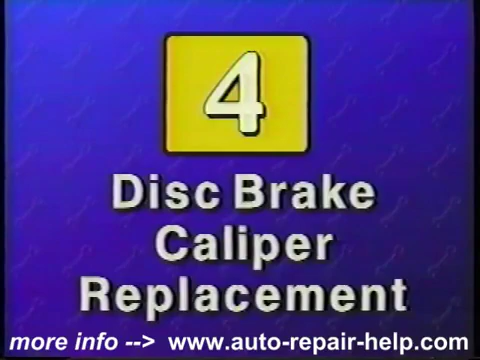 4
Disc Brake
Caliper
Replacement
more info --> www.auto-repair-help.com